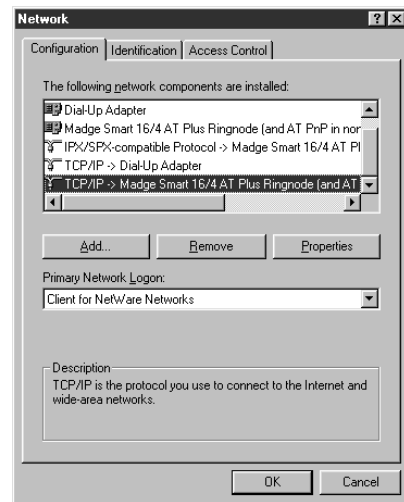 Network
Configuration Identification Access Control
The following network components are installed:
Dial-Up Adapter
Madge Smart 16/4 AT Plus Ringnode (and AT PnP in non
IPX/SPX-compatible Protocol -> Madge Smart 16/4 AT Pl
TCP/IP -> Dial-Up Adapter
TCP/IP -> Madge Smart 16/4 AT Plus Ringnode (and AT
Add... Remove Properties
Primary Network Logon:
Client for NetWare Networks
Description
TCP/IP is the protocol you use to connect to the Internet and
wide-area networks.
OK Cancel